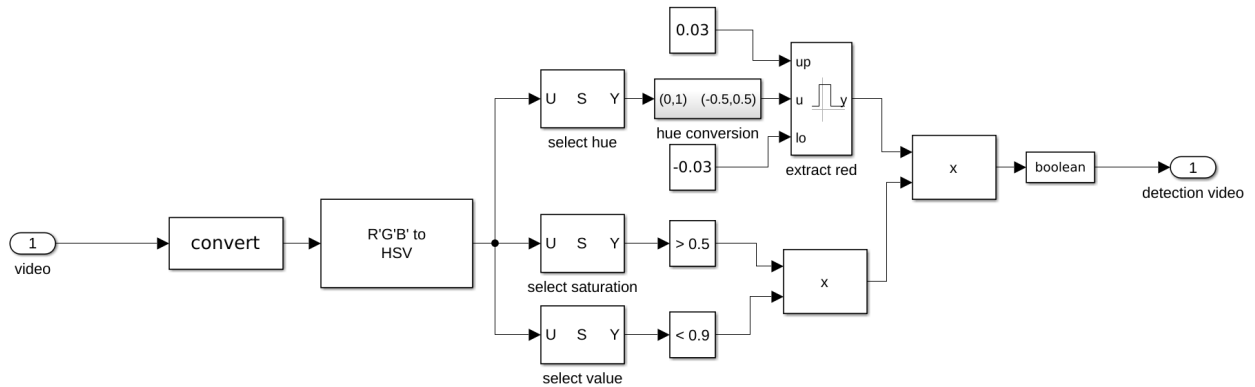 1
video
convert
R'G'B' to
HSV
U S Y
select hue
(0,1) (-0.5,0.5)
hue conversion
0.03
-0.03
up
u y
lo
extract red
U S Y
select saturation
> 0.5
U S Y
select value
< 0.9
x
x
boolean
1
detection video